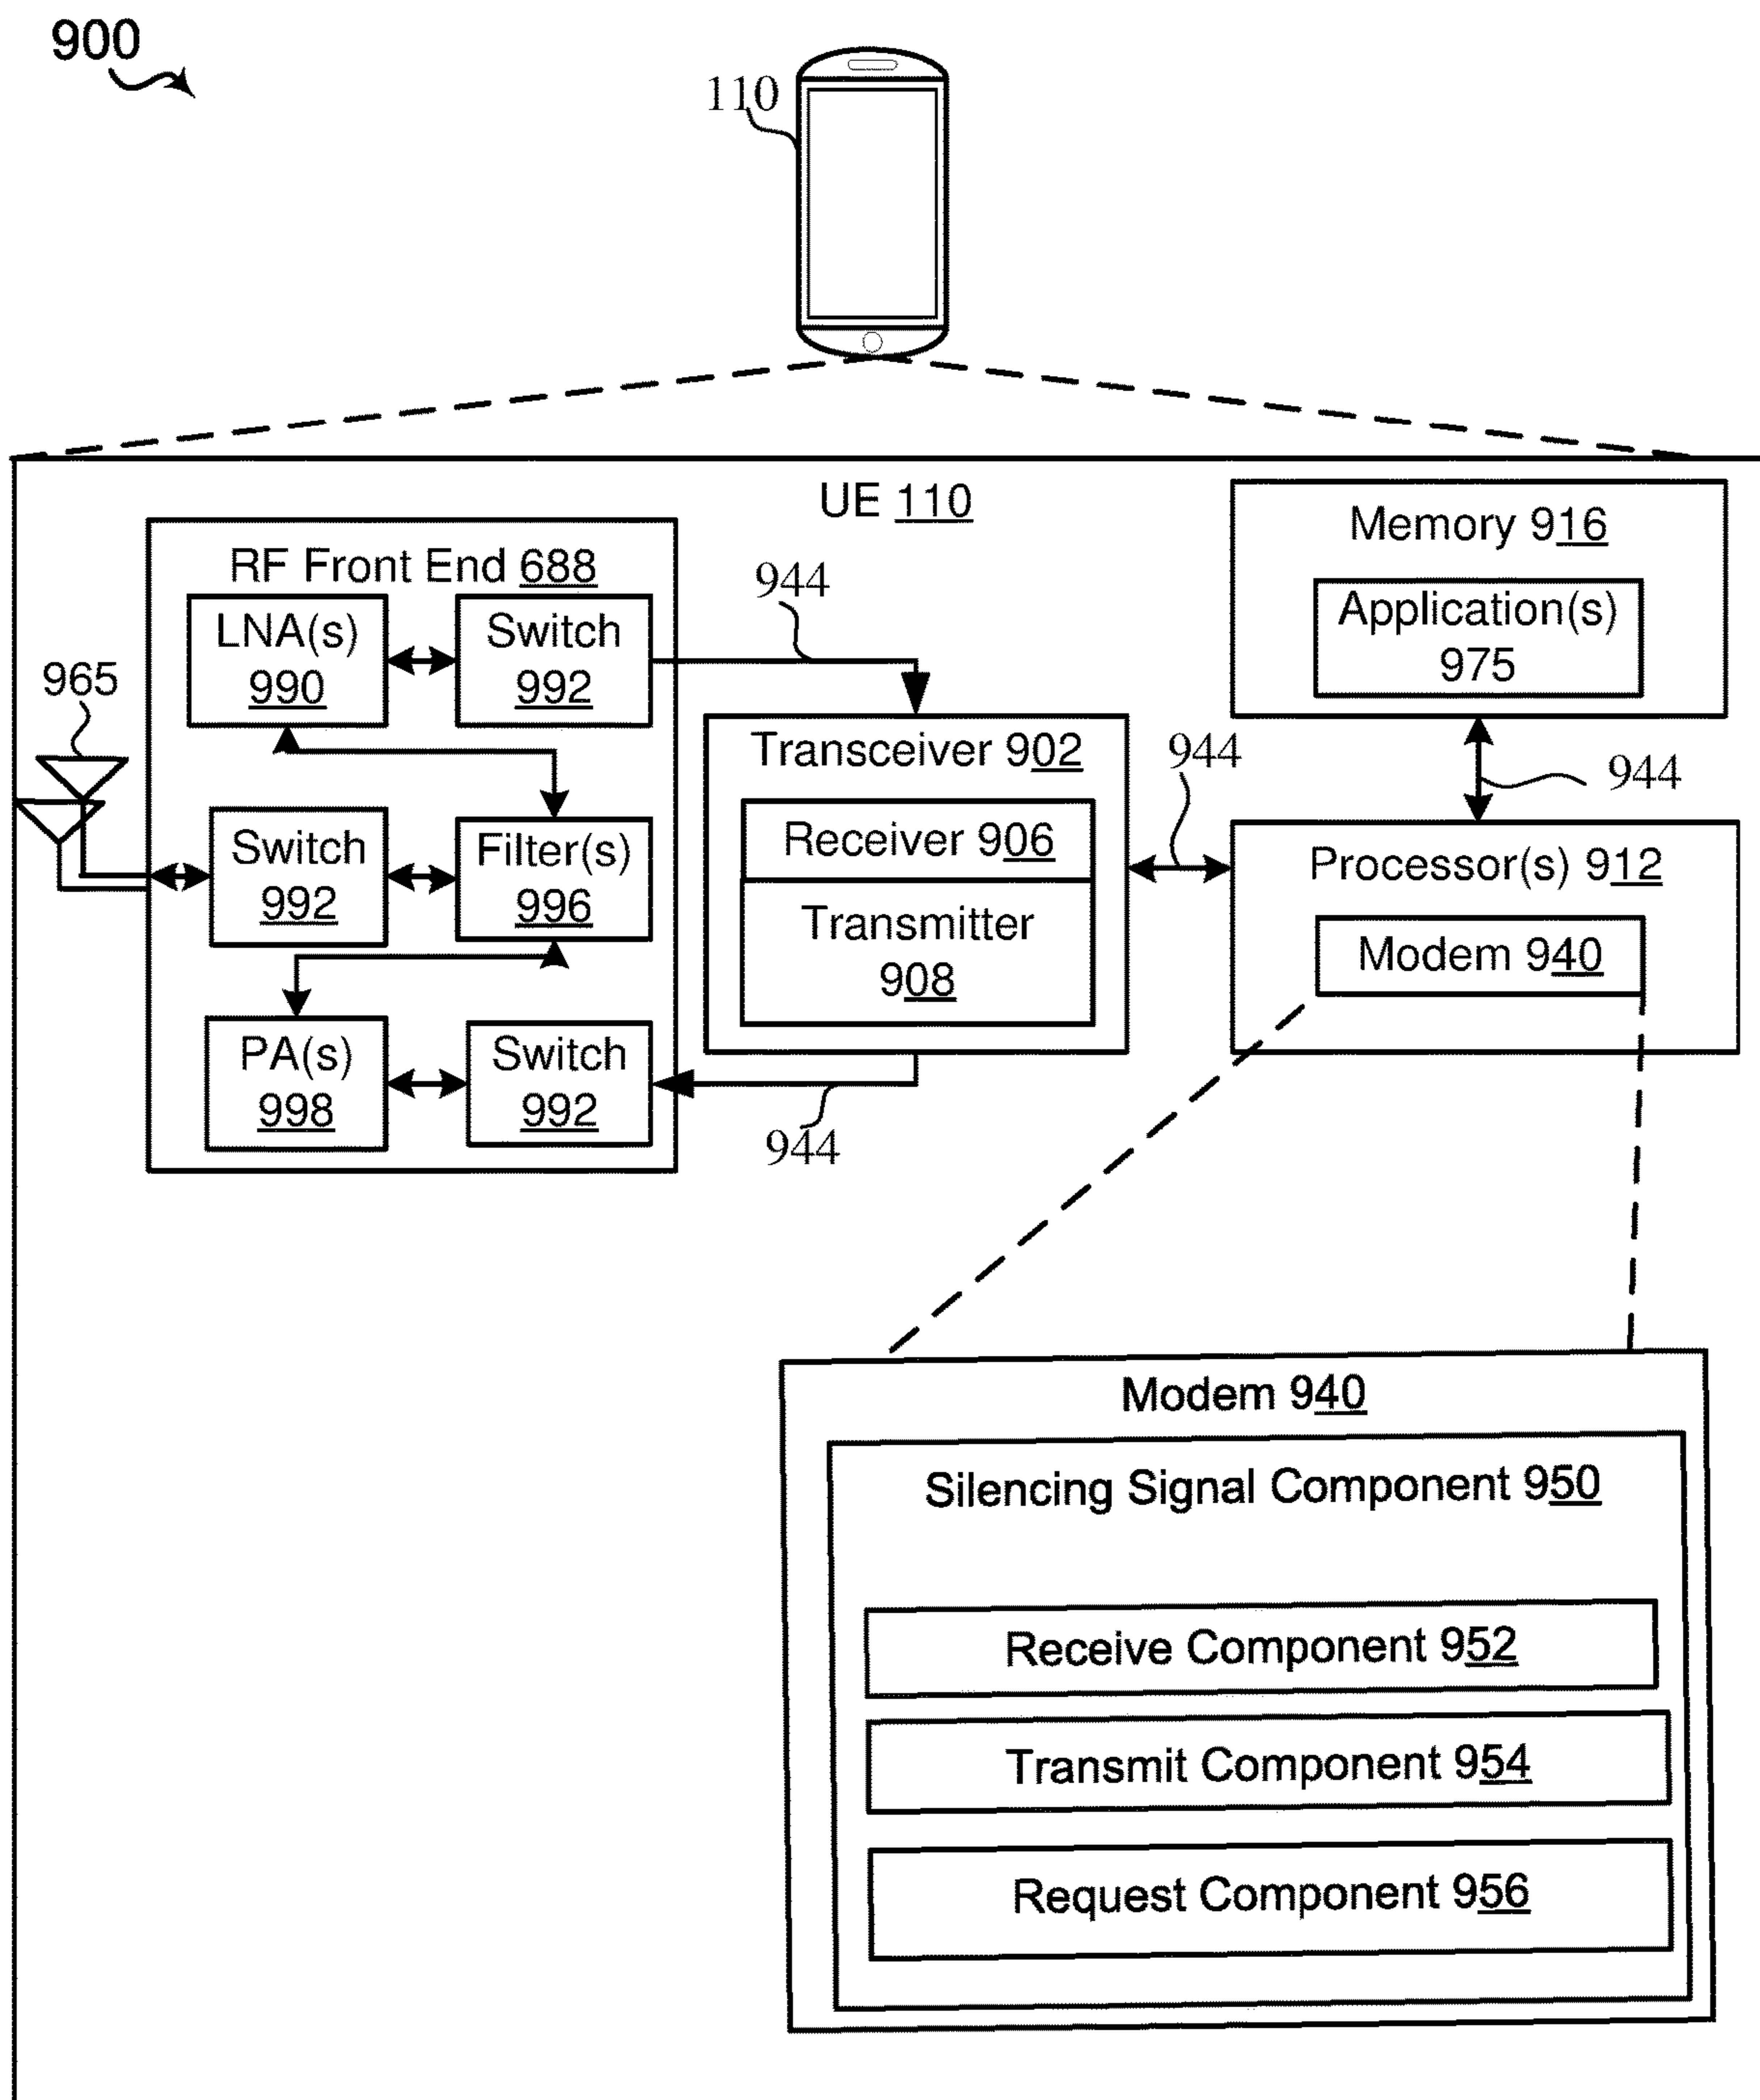 900
110
UE 110
RF Front End 688
LNA(s)
990
Switch
992
944
965
Switch
992
Filter(s)
996
PA(s)
998
Switch
992
944
Transceiver 902
Receiver 906
Transmitter
908
944
Memory 916
Application(s)
975
944
Processor(s) 912
Modem 940
Modem 940
Silencing Signal Component 950
Receive Component 952
Transmit Component 954
Request Component 956